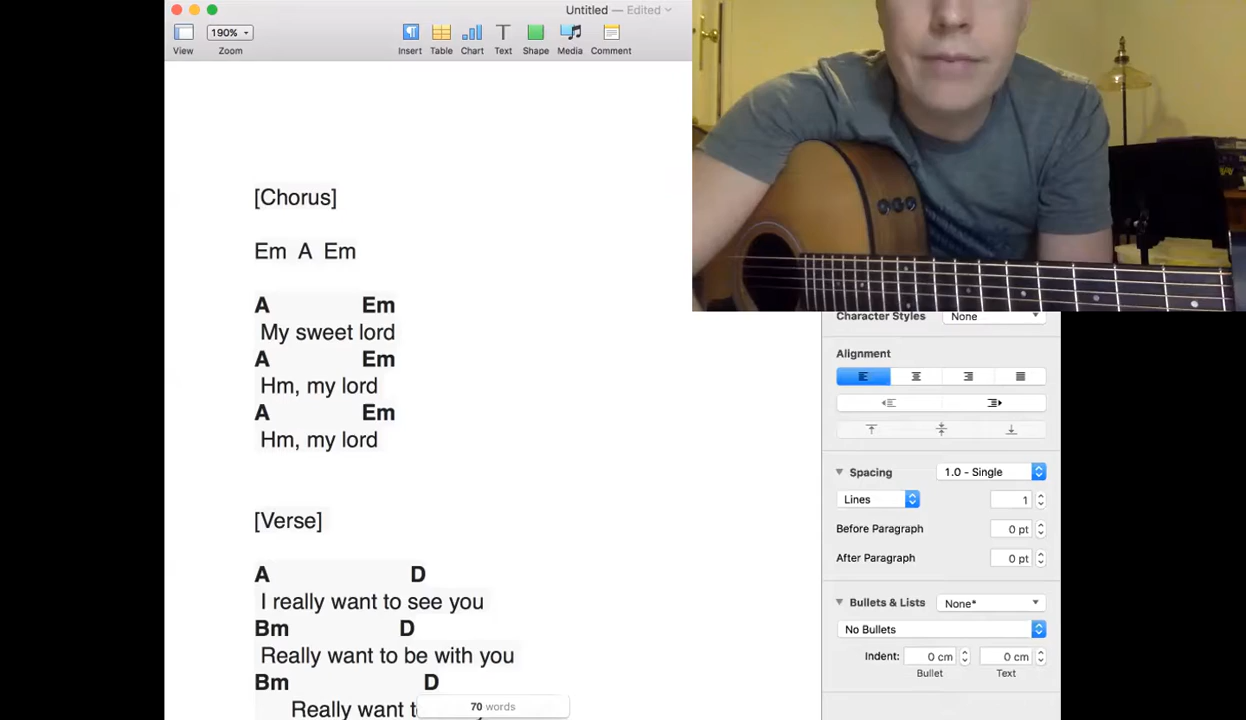 Untitled — Edited
190%
View
Zoom
Insert
Table
Chart
Text
Shape
Media
Comment
[Chorus]
Em A Em
A Em
My sweet lord
A Em
Hm, my lord
A Em
Hm, my lord
[Verse]
A D
I really want to see you
Bm D
Really want to be with you
Bm D
Really want
70 words
Character Styles None
Alignment
Spacing 1.0 - Single
Lines 1
Before Paragraph 0 pt
After Paragraph 0 pt
Bullets & Lists None*
No Bullets
Indent: 0 cm 0 cm
Bullet Text